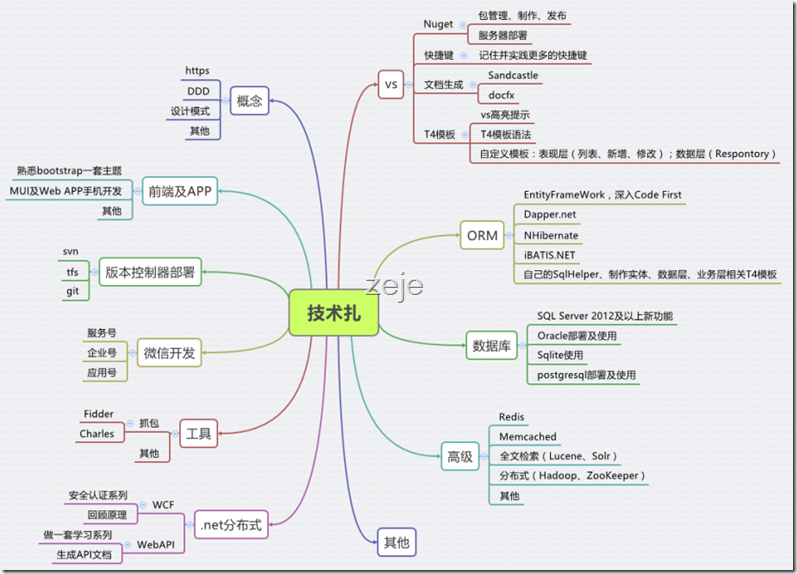 技术扎
zeje
vs
Nuget
包管理、制作、发布
服务器部署
快捷键
记住并实践更多的快捷键
文档生成
Sandcastle
docfx
T4模板
vs高亮提示
T4模板语法
自定义模板：表现层（列表、新增、修改）；数据层（Respontory）
ORM
EntityFrameWork，深入Code First
Dapper.net
NHibernate
iBATIS.NET
自己的SqlHelper、制作实体、数据层、业务层相关T4模板
数据库
SQL Server 2012及以上新功能
Oracle部署及使用
Sqlite使用
postgresql部署及使用
高级
Redis
Memcached
全文检索（Lucene、Solr）
分布式（Hadoop、ZooKeeper）
其他
其他
概念
https
DDD
设计模式
其他
前端及APP
熟悉bootstrap一套主题
MUI及Web APP手机开发
其他
版本控制器部署
svn
tfs
git
微信开发
服务号
企业号
应用号
工具
抓包
Fidder
Charles
其他
.net分布式
WCF
安全认证系列
回顾原理
WebAPI
做一套学习系列
生成API文档